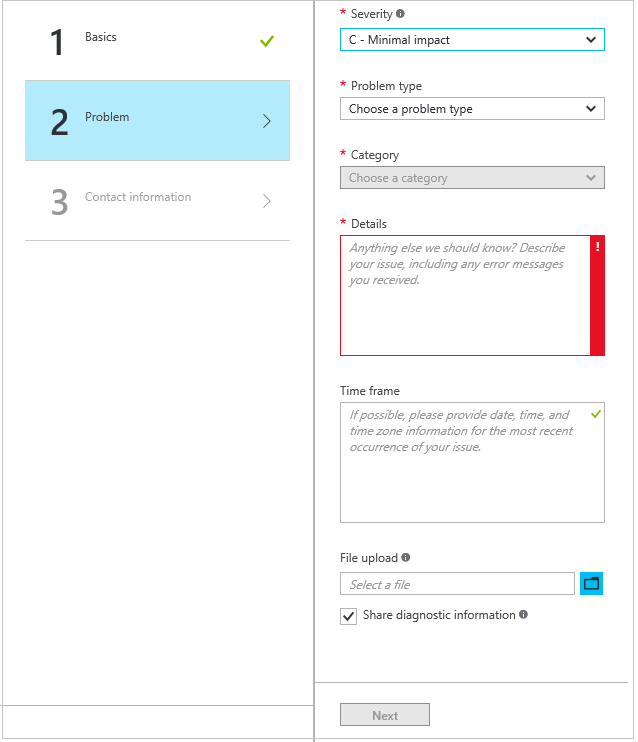 1
Basics
2
Problem
3
Contact information
* Severity
C - Minimal impact
* Problem type
Choose a problem type
* Category
Choose a category
* Details
Anything else we should know? Describe
your issue, including any error messages
you received.
!
Time frame
If possible, please provide date, time, and
time zone information for the most recent
occurrence of your issue.
File upload
Select a file
Share diagnostic information
Next